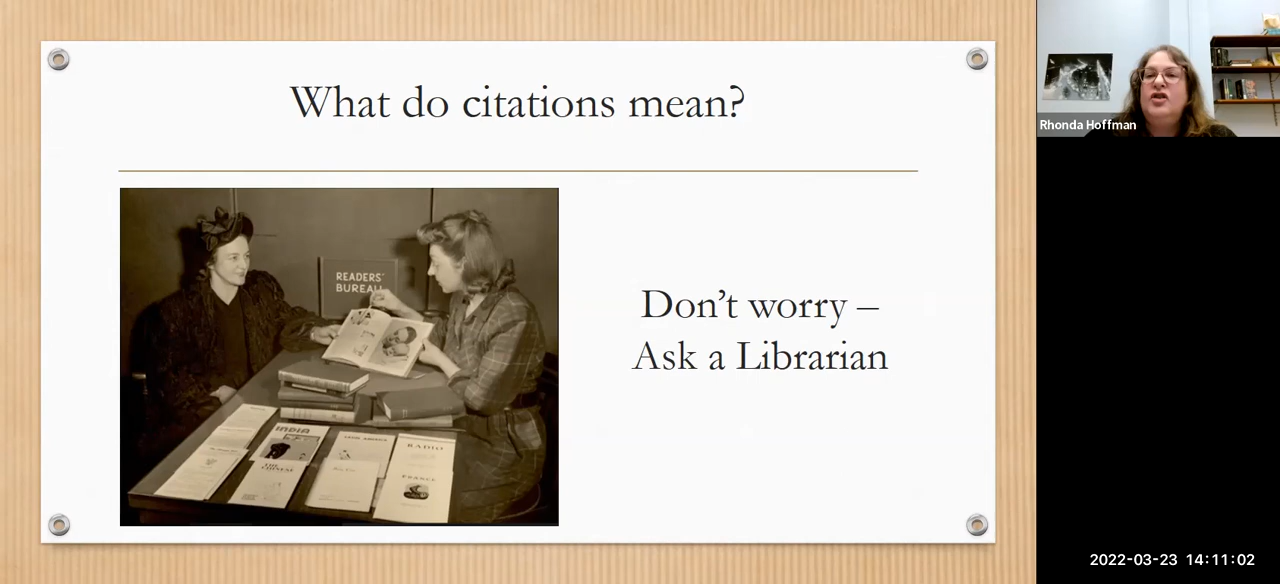 What do citations mean?
READERS'
BUREAU
INDIA
RADIO
FRANCE
Don't worry –
Ask a Librarian
Rhonda Hoffman
2022-03-23 14:11:02